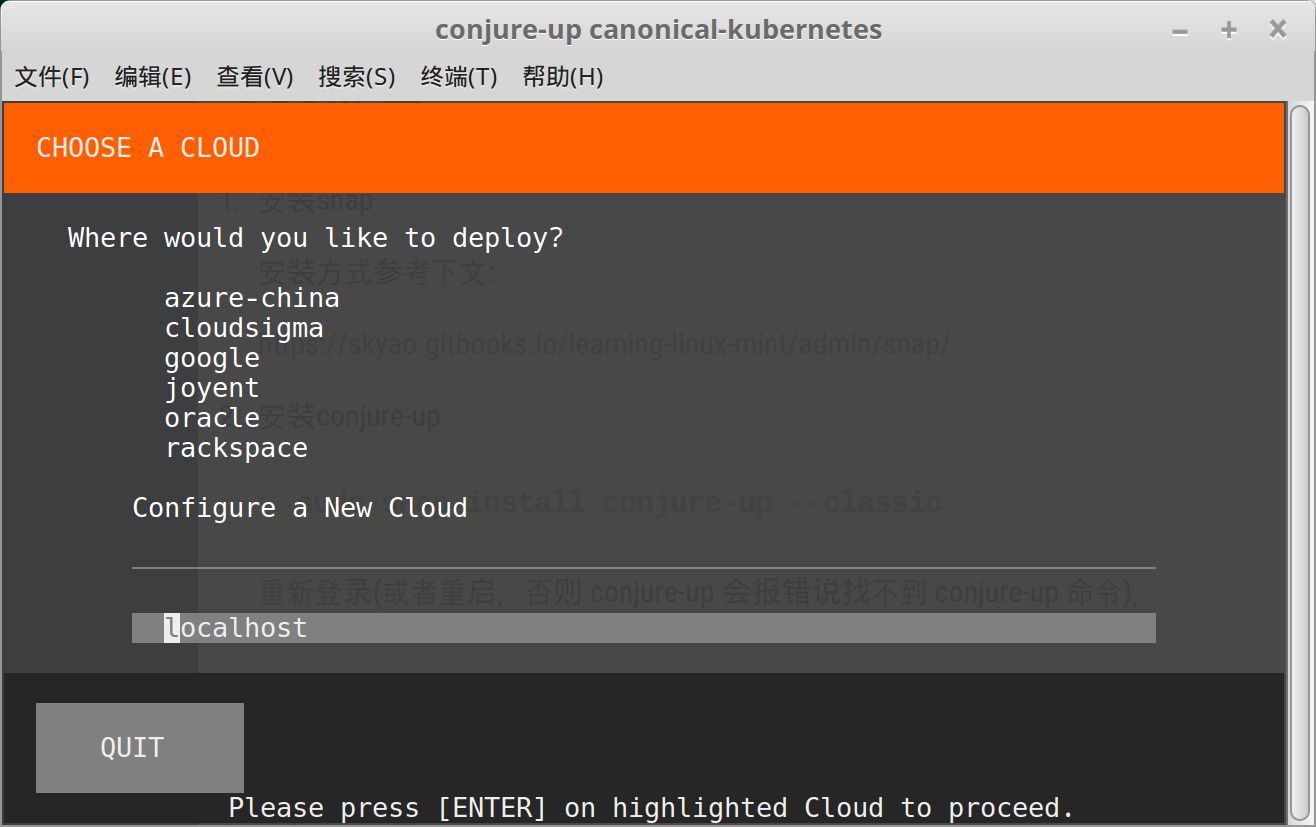 conjure-up canonical-kubernetes
文件(F) 编辑(E) 查看(V) 搜索(S) 终端(T) 帮助(H)
CHOOSE A CLOUD
1. 安装snap
Where would you like to deploy?
安装方式参考下文:
azure-china
cloudsigma
https://skyao.gitbooks.io/learning-linux-mint/admin/snap/
google
joyent
oracle
安装conjure-up
rackspace
Configure a New Cloud
install conjure-up --classic
重新登录(或者重启, 否则 conjure-up 会报错说找不到 conjure-up 命令),
localhost
QUIT
Please press [ENTER] on highlighted Cloud to proceed.